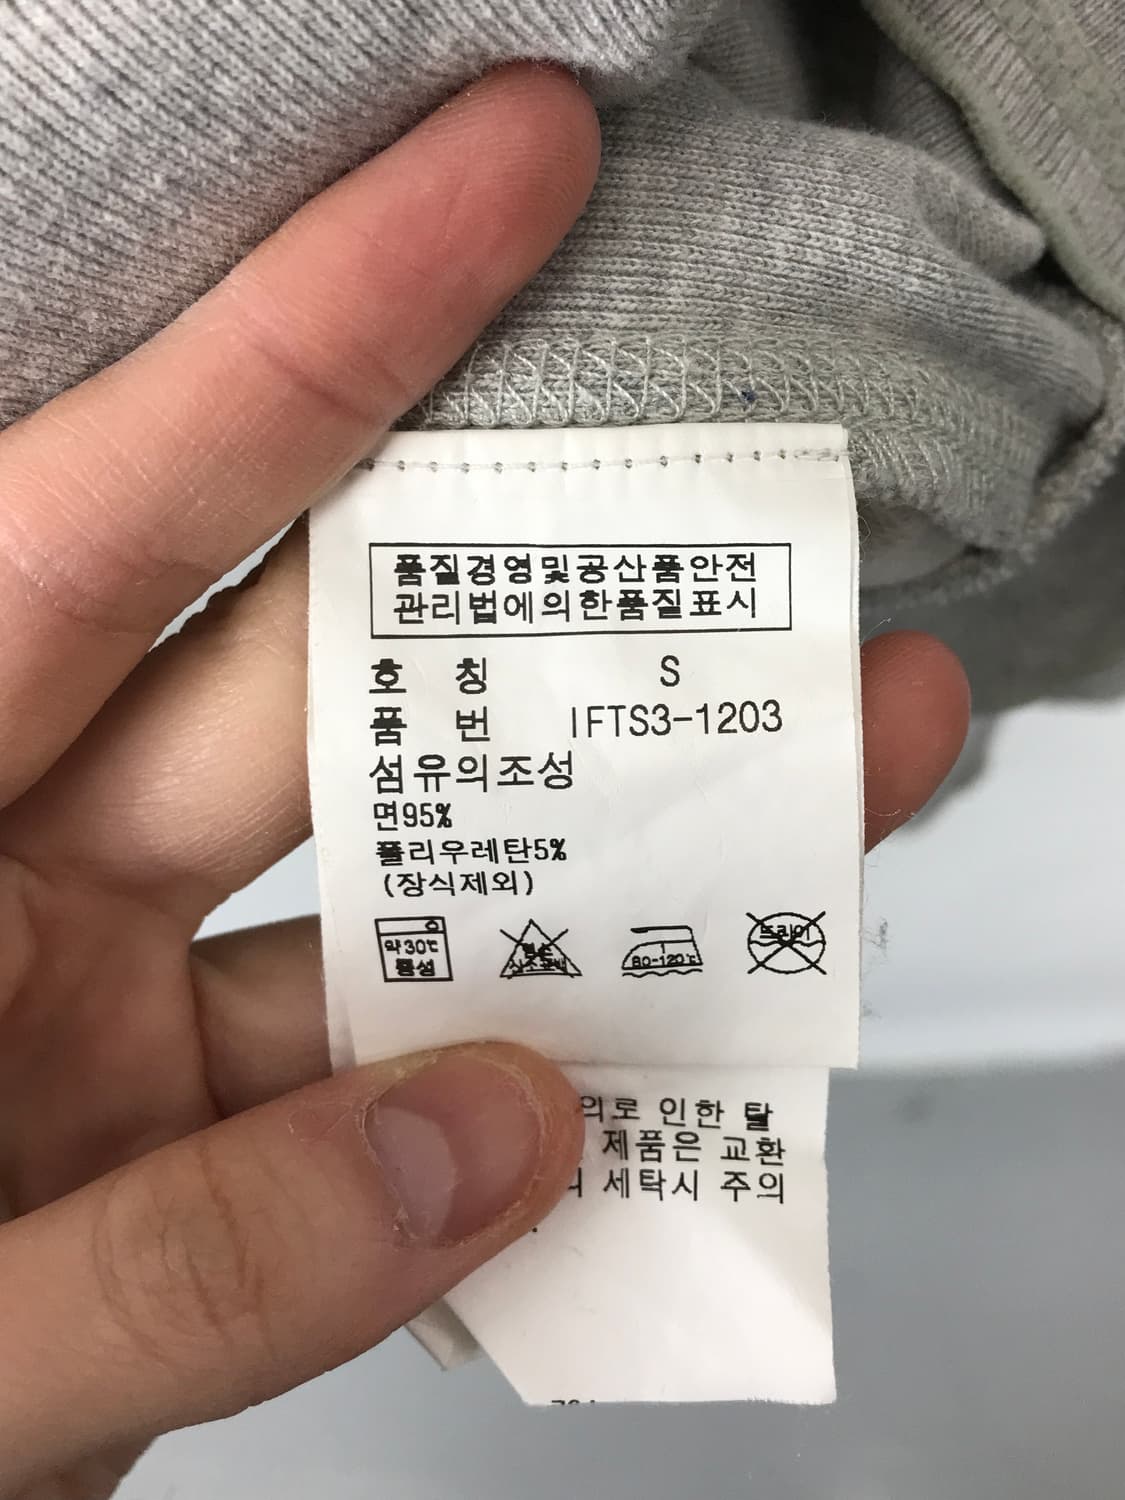 품질경영및공산품안전
관리법에의한품질표시
호 칭 S
품 번 IFTS3-1203
섬유의조성
면95%
폴리우레탄5%
(장식제외)
약30℃
중성
80-120℃
드라이
의로 인한 탈
제품은 교환
세탁시 주의